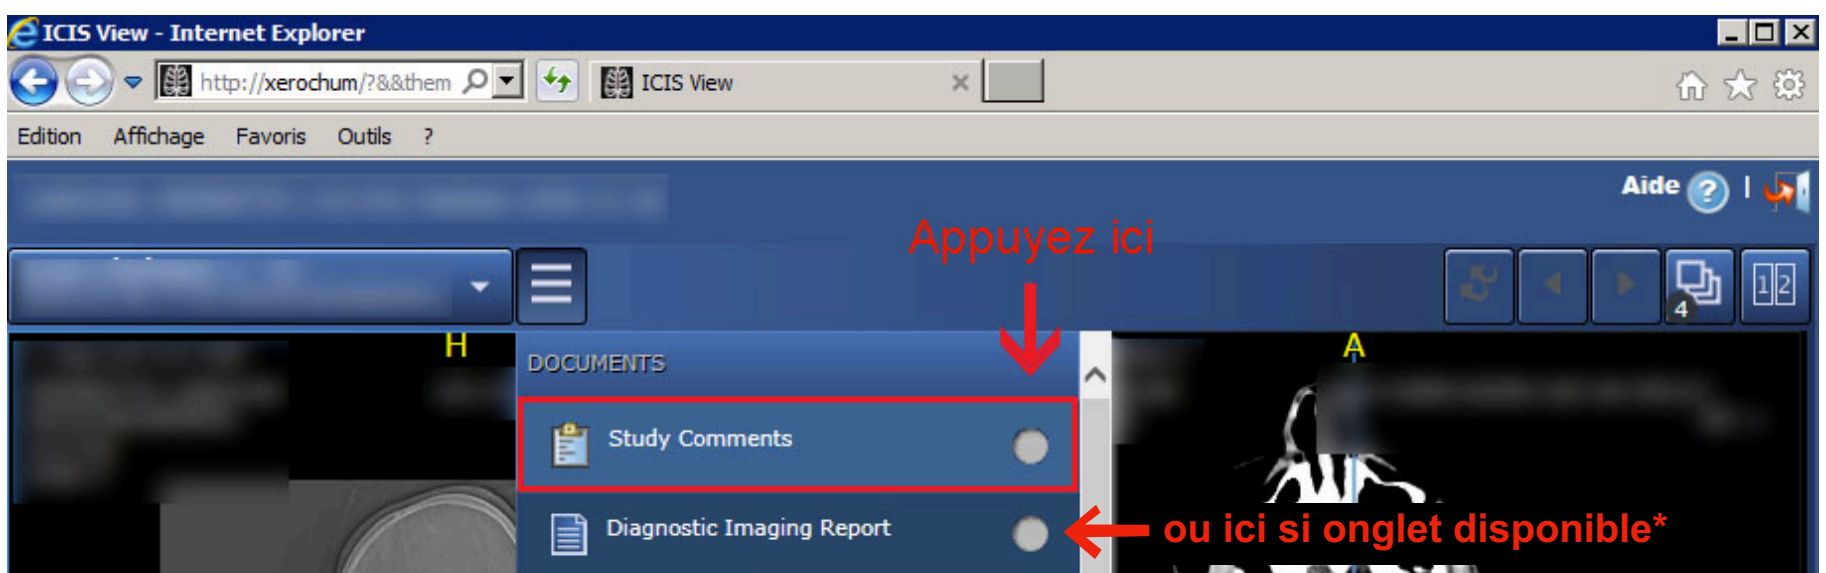 ICIS View - Internet Explorer
http://xerochum/?&&them
ICIS View
Edition Affichage Favoris Outils ?
Aide ? |
Appuyez ici
4
1 2
H
DOCUMENTS
A
Study Comments
Diagnostic Imaging Report
ou ici si onglet disponible*